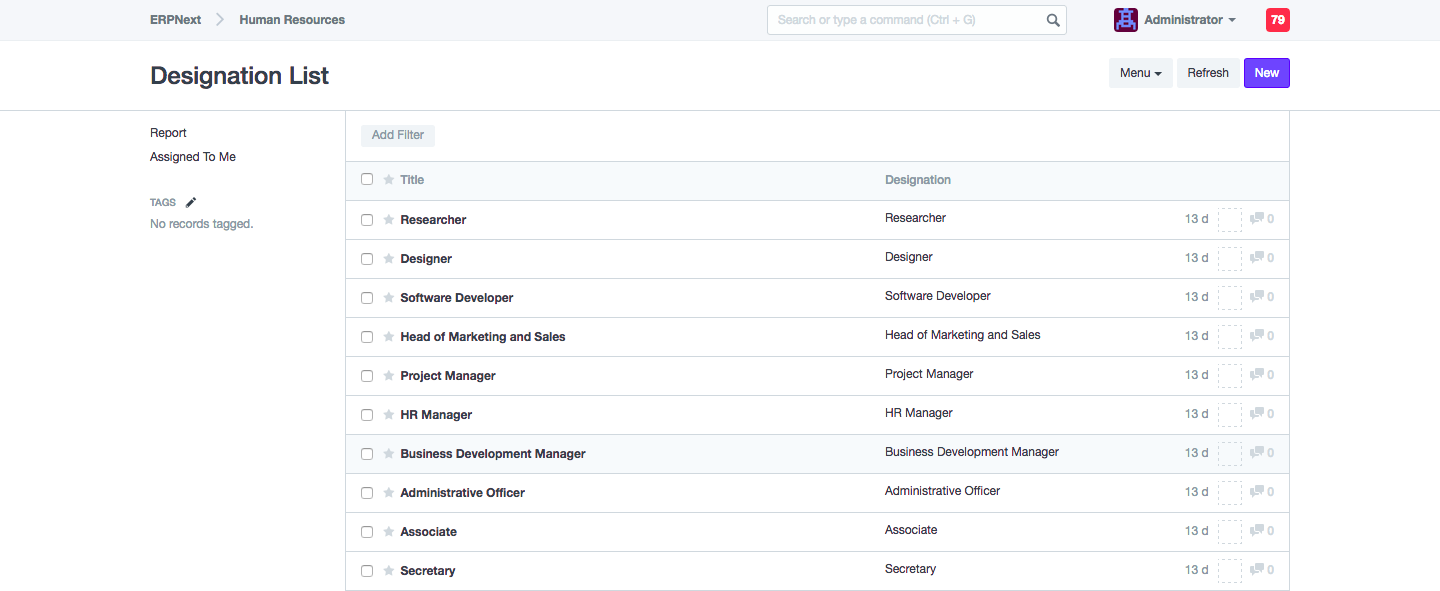 ERPNext Human Resources Search or type a command (Ctrl + G) Administrator 79
Designation List Menu Refresh New
Report
Assigned To Me
TAGS
No records tagged.
Add Filter
Title Designation
Researcher Researcher 13 d 0
Designer Designer 13 d 0
Software Developer Software Developer 13 d 0
Head of Marketing and Sales Head of Marketing and Sales 13 d 0
Project Manager Project Manager 13 d 0
HR Manager HR Manager 13 d 0
Business Development Manager Business Development Manager 13 d 0
Administrative Officer Administrative Officer 13 d 0
Associate Associate 13 d 0
Secretary Secretary 13 d 0